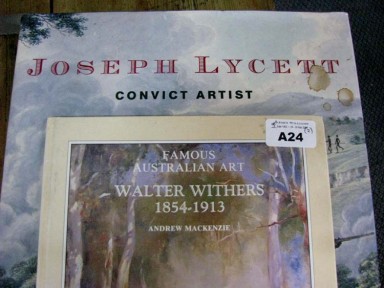 JOSEPH LYCETT
CONVICT ARTIST
A24
FAMOUS
AUSTRALIAN ART
WALTER WITHERS
1854-1913
ANDREW MACKENZIE